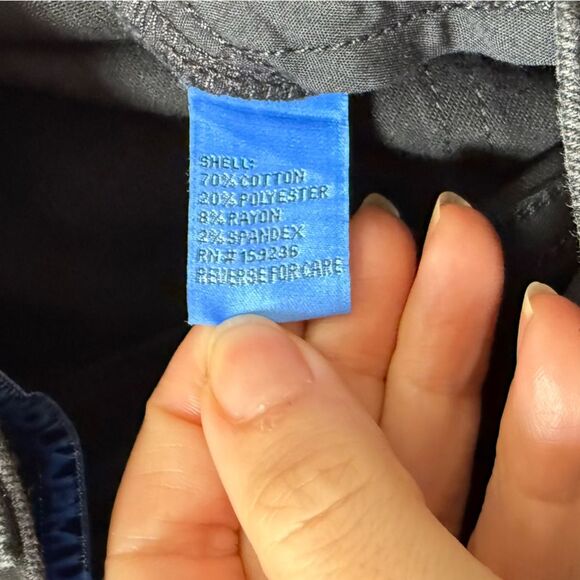 SHELL:
70% COTTON
20% POLYESTER
8% RAYON
2% SPANDEX
RN # 159236
REVERSE FOR CARE